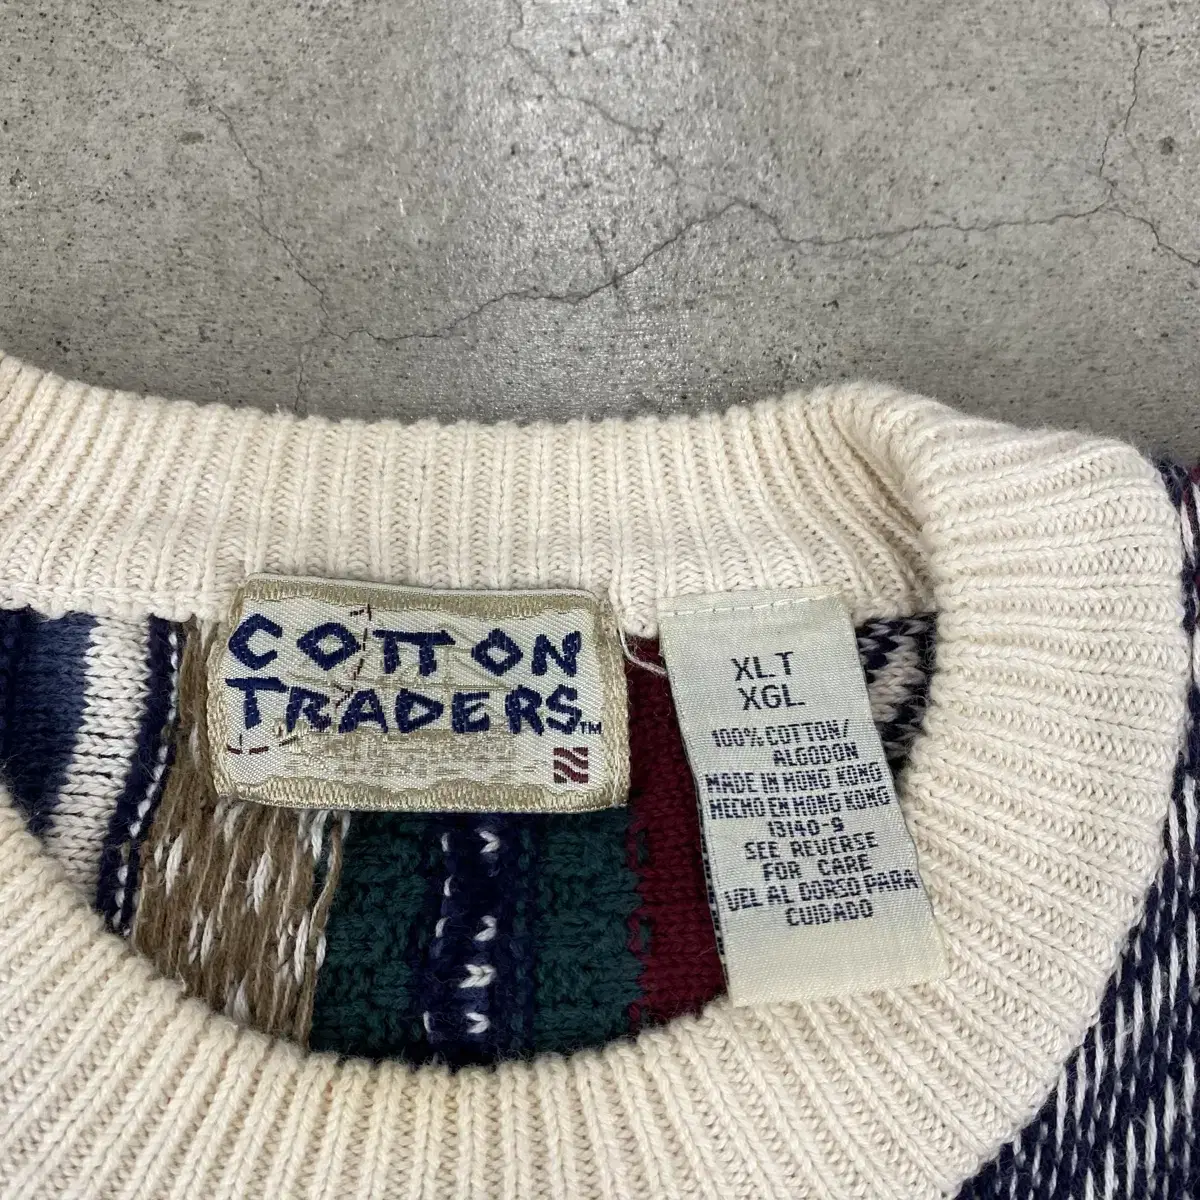 COTTON
TRADERS™
XLT
XGL
100% COTTON/
ALGODON
MADE IN HONG KONG
HECHO EN HONG KONG
13140-9
SEE REVERSE
FOR CARE
VEL AL DORSO PARA
CUIDADO